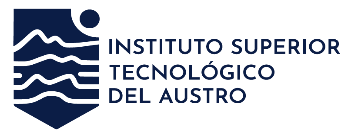 INSTITUTO SUPERIOR
TECNOLÓGICO
DEL AUSTRO